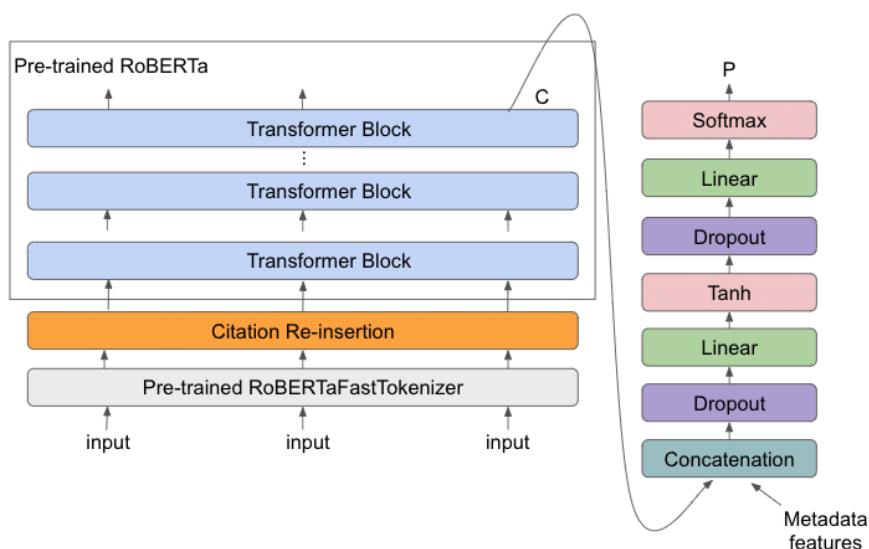 Pre-trained RoBERTa
C
Transformer Block
...
Transformer Block
Transformer Block
Citation Re-insertion
Pre-trained RoBERTaFastTokenizer
input input input
P
Softmax
Linear
Dropout
Tanh
Linear
Dropout
Concatenation
Metadata
features